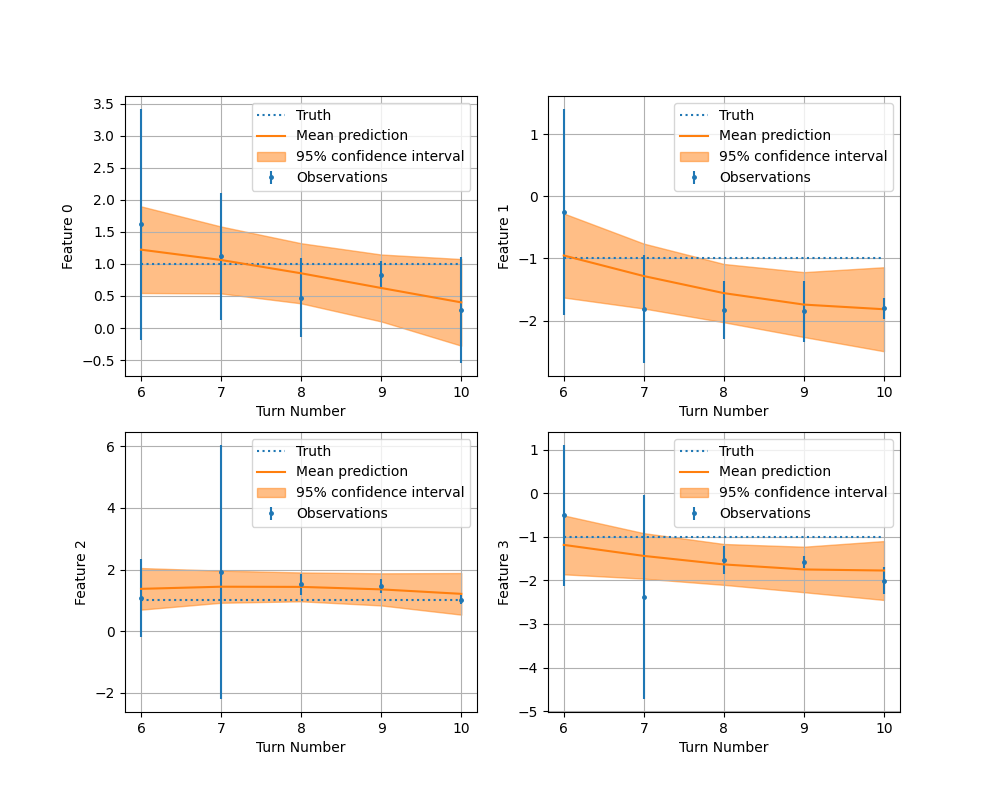 3.5
3.0
2.5
2.0
1.5
1.0
0.5
0.0
−0.5
Feature 0
Truth
Mean prediction
95% confidence interval
Observations
6 7 8 9 10
Turn Number
1
0
−1
−2
Feature 1
Truth
Mean prediction
95% confidence interval
Observations
6 7 8 9 10
Turn Number
6
4
2
0
−2
Feature 2
Truth
Mean prediction
95% confidence interval
Observations
6 7 8 9 10
Turn Number
1
0
−1
−2
−3
−4
−5
Feature 3
Truth
Mean prediction
95% confidence interval
Observations
6 7 8 9 10
Turn Number